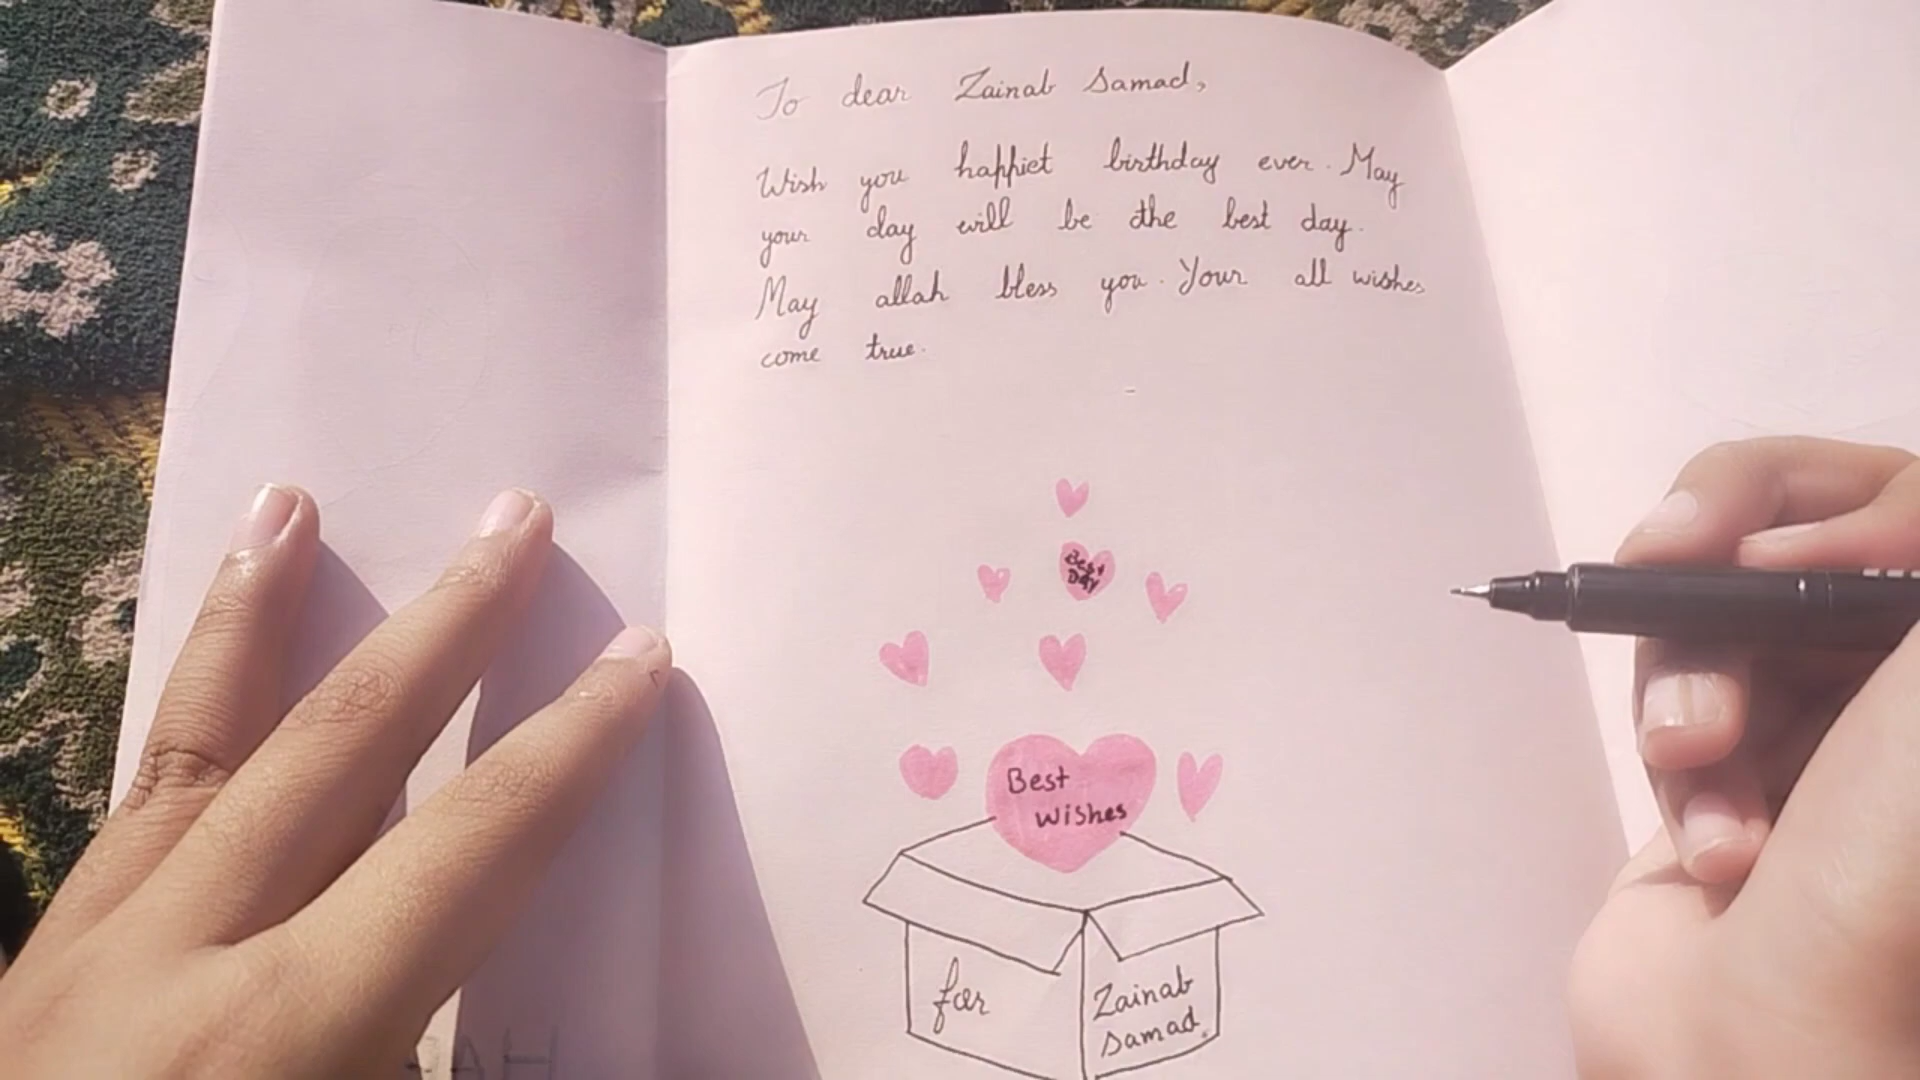 To dear Zainab Samad,
Wish you happiet birthday ever. May
your day will be the best day.
May allah bless you. Your all wishes
come true.
Best
Day
Best
Wishes
for
Zainab
Samad.